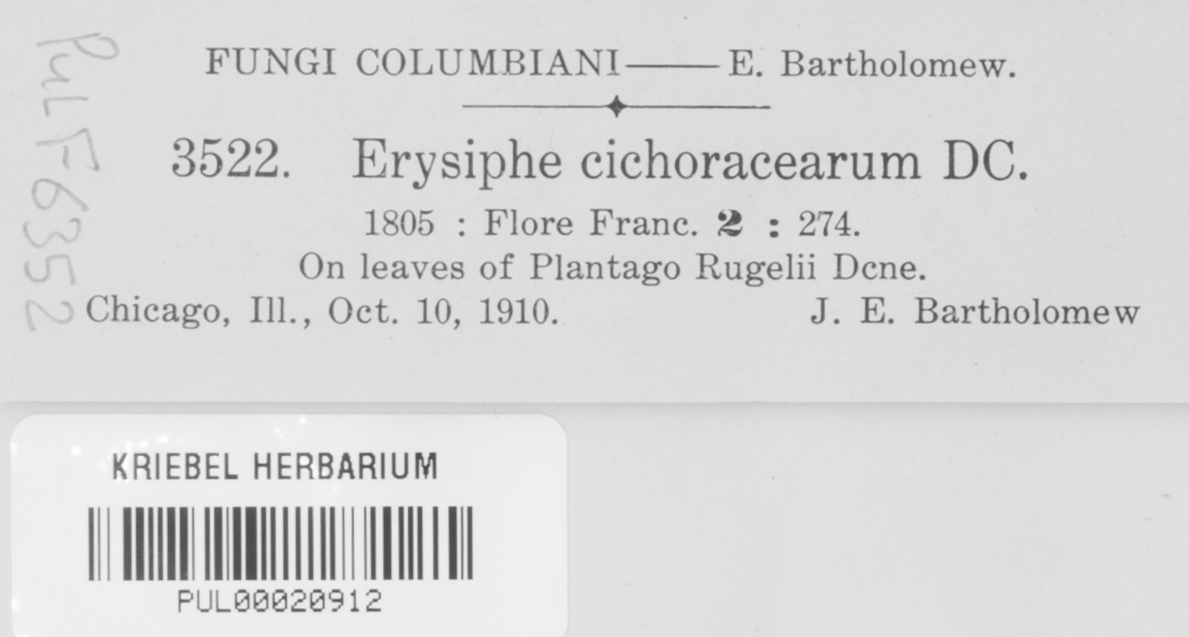 FUNGI COLUMBIANI—— E. Bartholomew.
3522. Erysiphe cichoracearum DC.
1805 : Flore Franc. 2 : 274.
On leaves of Plantago Rugelii Dcne.
Chicago, Ill., Oct. 10, 1910. J. E. Bartholomew
PUL F6352
KRIEBEL HERBARIUM
PUL00020912